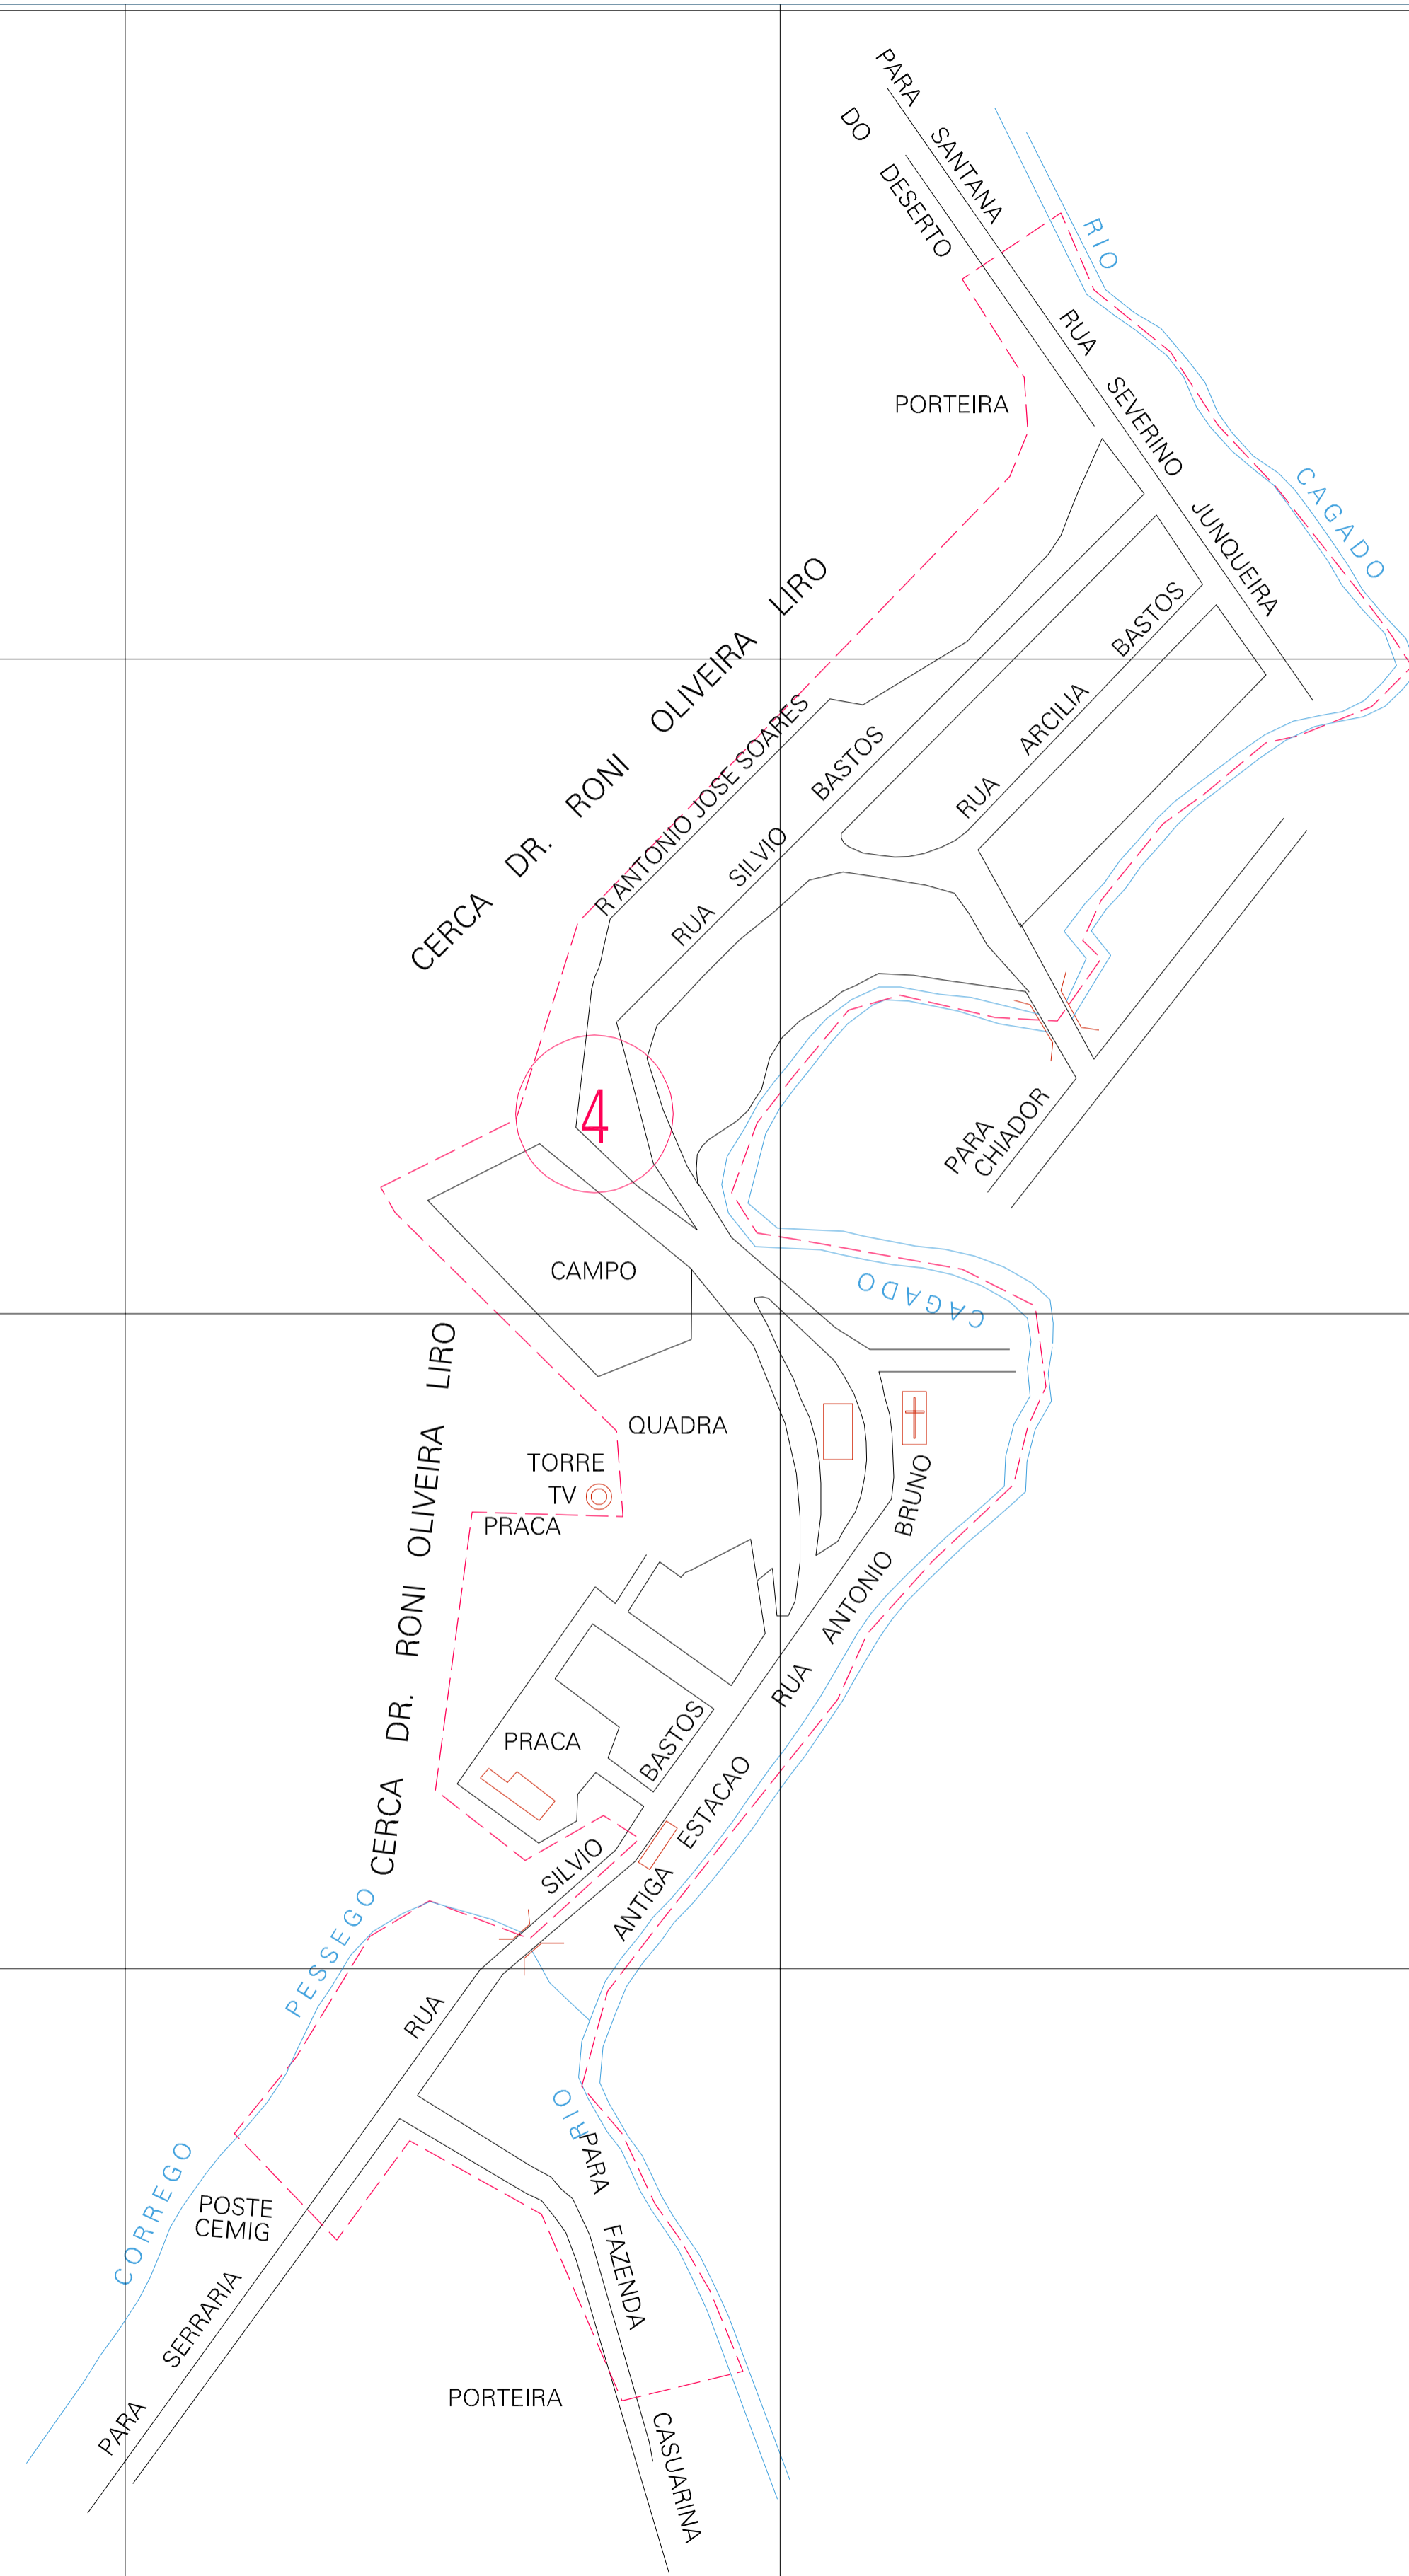 PARA SANTANA
DO DESERTO
RIO CAGADO
RUA SEVERINO JUNQUEIRA
PORTEIRA
CERCA DR. RONI OLIVEIRA LIRO
R ANTONIO JOSE SOARES
RUA SILVIO BASTOS
RUA ARCILIA BASTOS
4
PARA
CHIADOR
CAMPO
CAGADO
CERCA DR. RONI OLIVEIRA LIRO
QUADRA
TORRE
TV
PRACA
RUA ANTONIO BRUNO
PRACA
RUA SILVIO BASTOS
ANTIGA ESTACAO
CORREGO PESSEGO
RIO
POSTE
CEMIG
PARA SERRARIA
PARA FAZENDA CASUARINA
PORTEIRA